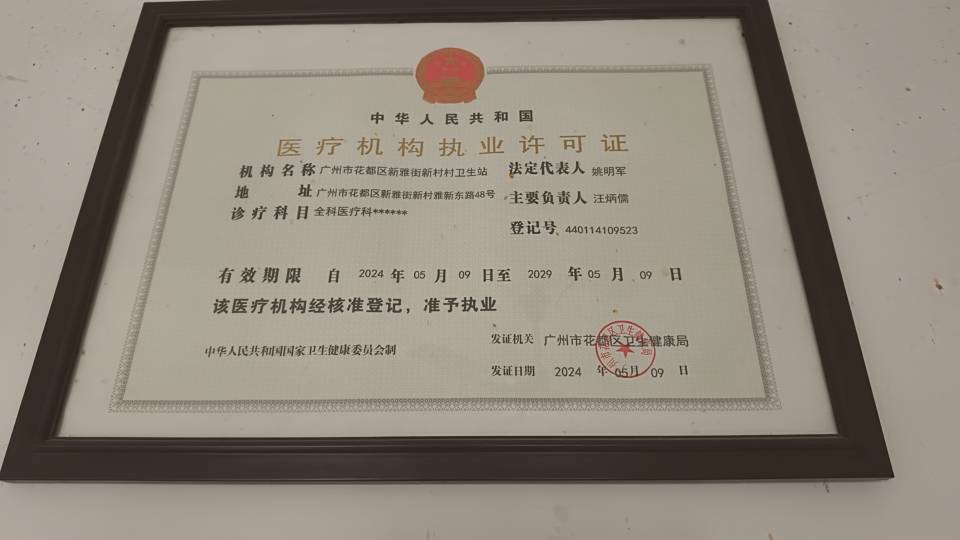 中华人民共和国
医疗机构执业许可证
机构名称 广州市花都区新雅街新村村卫生站
法定代表人 姚明军
地址 广州市花都区新雅街新村雅新东路48号
主要负责人 汪炳儒
诊疗科目 全科医疗科******
登记号 440114109523
有效期限 自 2024 年 05 月 09 日至 2029 年 05 月 09 日
该医疗机构经核准登记，准予执业
发证机关 广州市花都区卫生健康局
中华人民共和国国家卫生健康委员会制
发证日期 2024 年 05月 09 日